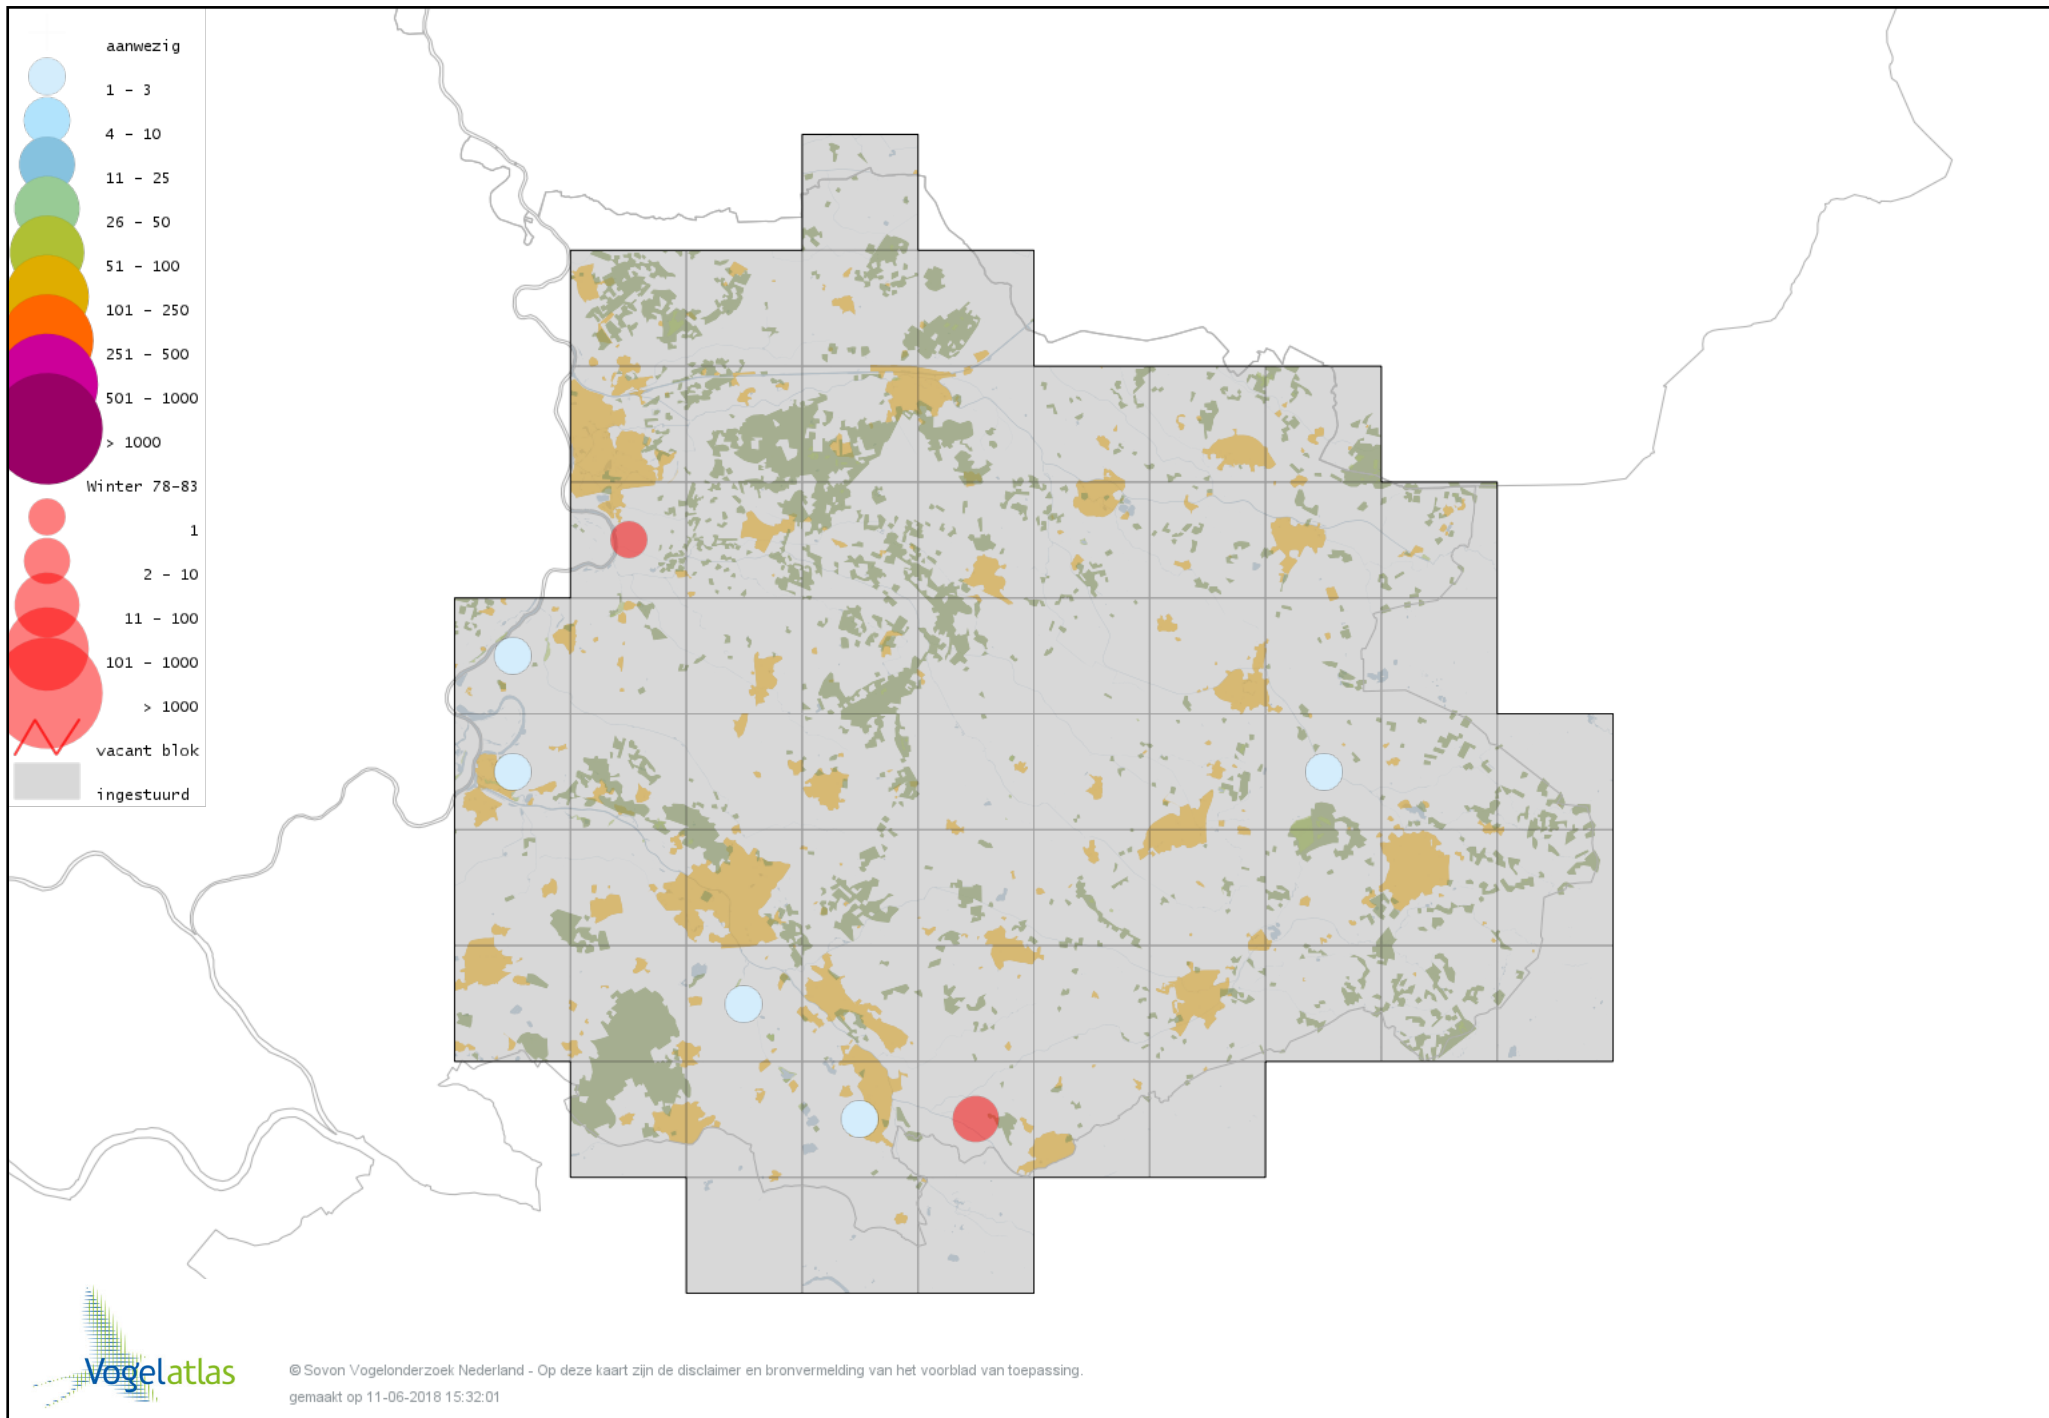 aanwezig
1 - 3
4 - 10
11 - 25
26 - 50
51 - 100
101 - 250
251 - 500
501 - 1000
> 1000
Winter 78-83
1
2 - 10
11 - 100
101 - 1000
> 1000
vacant blok
ingestuurd
Vogelatlas
© Sovon Vogelonderzoek Nederland - Op deze kaart zijn de disclaimer en bronvermelding van het voorblad van toepassing.
gemaakt op 11-06-2018 15:32:01